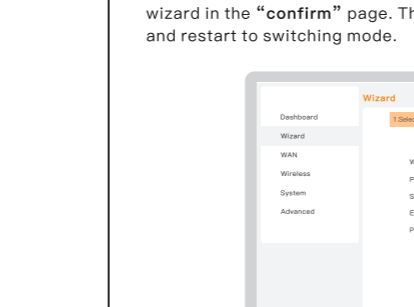 wizard in the “confirm” page. Th
and restart to switching mode.
Wizard
1.Selec
Dashboard
Wizard
WAN
Wireless
System
Advanced
W
P
S
E
P